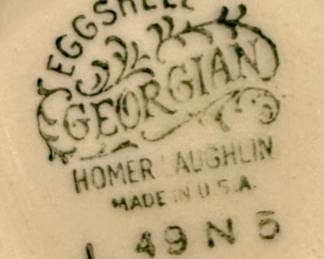 EGGSHELL
GEORGIAN
HOMER LAUGHLIN
MADE IN U.S.A.
49 N 5